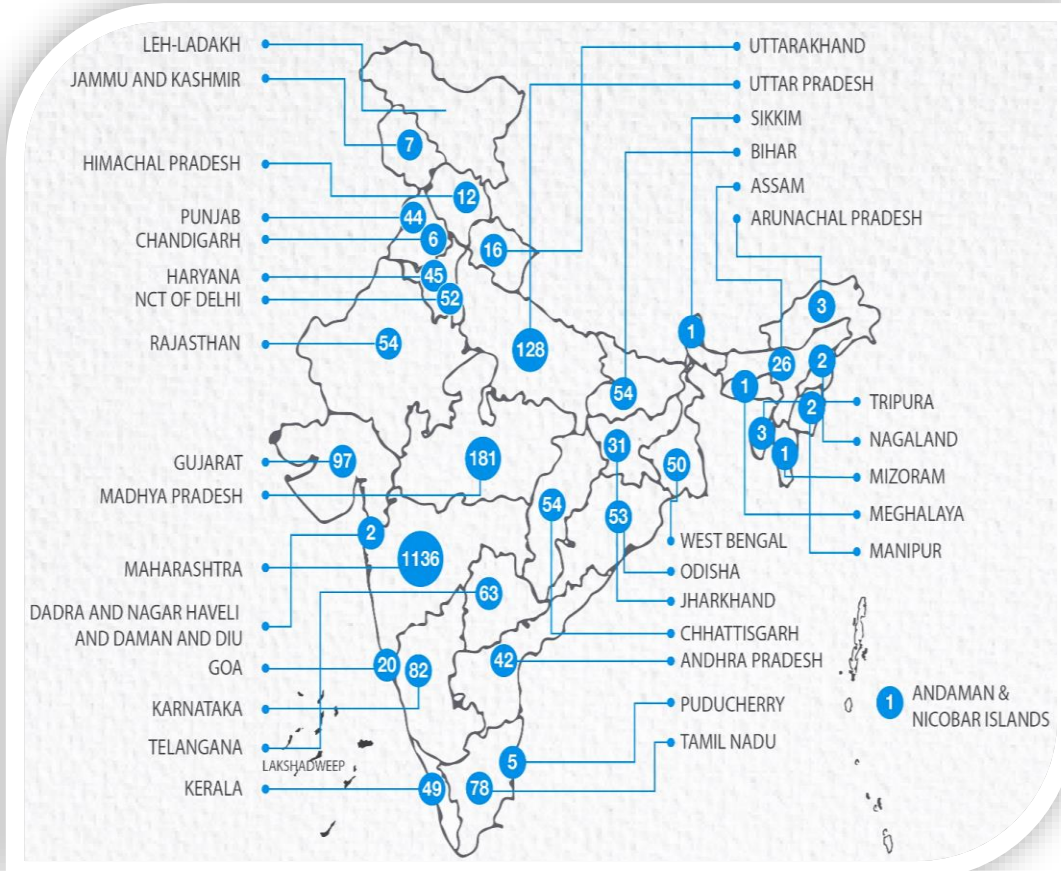 LEH-LADAKH
JAMMU AND KASHMIR
7
HIMACHAL PRADESH
12
PUNJAB
44
CHANDIGARH
6
HARYANA
45
NCT OF DELHI
52
RAJASTHAN
54
GUJARAT
97
MADHYA PRADESH
181
2
MAHARASHTRA
1136
DADRA AND NAGAR HAVELI
AND DAMAN AND DIU
GOA
20
KARNATAKA
82
TELANGANA
63
LAKSHADWEEP
KERALA
49
UTTARAKHAND
16
UTTAR PRADESH
128
SIKKIM
1
BIHAR
54
ASSAM
26
ARUNACHAL PRADESH
3
TRIPURA
3
NAGALAND
2
MIZORAM
1
MEGHALAYA
1
MANIPUR
2
WEST BENGAL
50
ODISHA
53
JHARKHAND
31
CHHATTISGARH
54
ANDHRA PRADESH
42
PUDUCHERRY
5
TAMIL NADU
78
1
ANDAMAN &
NICOBAR ISLANDS